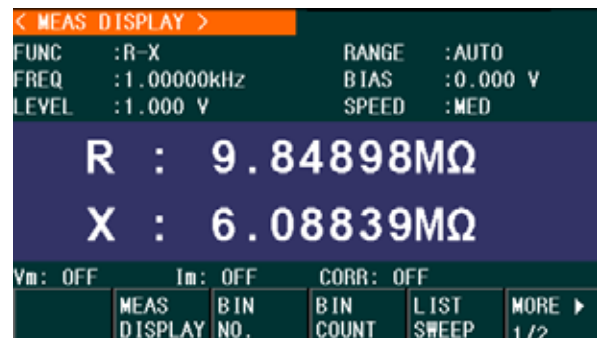 < MEAS DISPLAY >
FUNC :R-X RANGE :AUTO
FREQ :1.00000kHz BIAS :0.000 V
LEVEL :1.000 V SPEED :MED
R : 9.84898MΩ
X : 6.08839MΩ
Vm: OFF Im: OFF CORR: OFF
MEAS BIN BIN LIST MORE ▶
DISPLAY NO. COUNT SWEEP 1/2